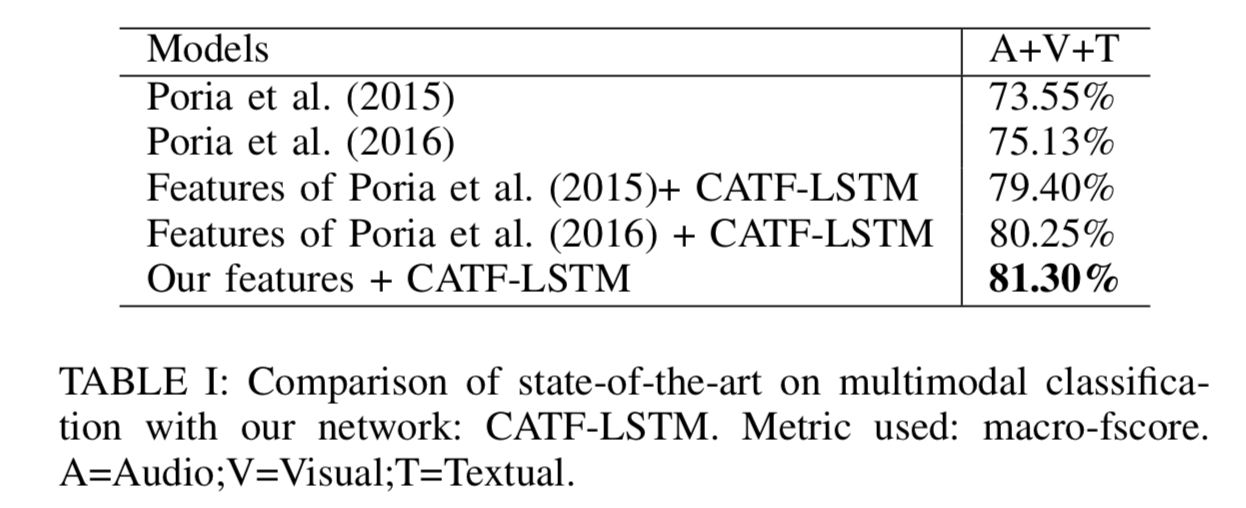 Models A+V+T
Poria et al. (2015) 73.55%
Poria et al. (2016) 75.13%
Features of Poria et al. (2015)+ CATF-LSTM 79.40%
Features of Poria et al. (2016) + CATF-LSTM 80.25%
Our features + CATF-LSTM 81.30%
TABLE I: Comparison of state-of-the-art on multimodal classifica-
tion with our network: CATF-LSTM. Metric used: macro-fscore.
A=Audio;V=Visual;T=Textual.